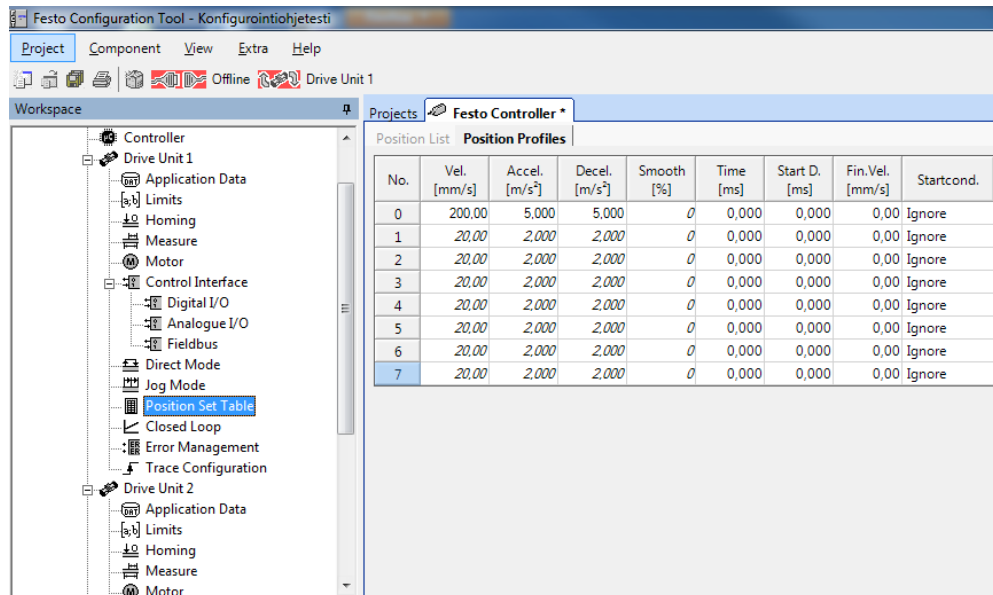 Festo Configuration Tool - Konfigurointiohjetesti
Project Component View Extra Help
Offline Drive Unit 1
Workspace
Controller
Drive Unit 1
Application Data
Limits
Homing
Measure
Motor
Control Interface
Digital I/O
Analogue I/O
Fieldbus
Direct Mode
Jog Mode
Position Set Table
Closed Loop
Error Management
Trace Configuration
Drive Unit 2
Application Data
Limits
Homing
Measure
Motor
Projects Festo Controller *
Position List Position Profiles
No. Vel. [mm/s] Accel. [m/s²] Decel. [m/s²] Smooth [%] Time [ms] Start D. [ms] Fin.Vel. [mm/s] Startcond.
0 200,00 5,000 5,000 0 0,000 0,000 0,00 Ignore
1 20,00 2,000 2,000 0 0,000 0,000 0,00 Ignore
2 20,00 2,000 2,000 0 0,000 0,000 0,00 Ignore
3 20,00 2,000 2,000 0 0,000 0,000 0,00 Ignore
4 20,00 2,000 2,000 0 0,000 0,000 0,00 Ignore
5 20,00 2,000 2,000 0 0,000 0,000 0,00 Ignore
6 20,00 2,000 2,000 0 0,000 0,000 0,00 Ignore
7 20,00 2,000 2,000 0 0,000 0,000 0,00 Ignore